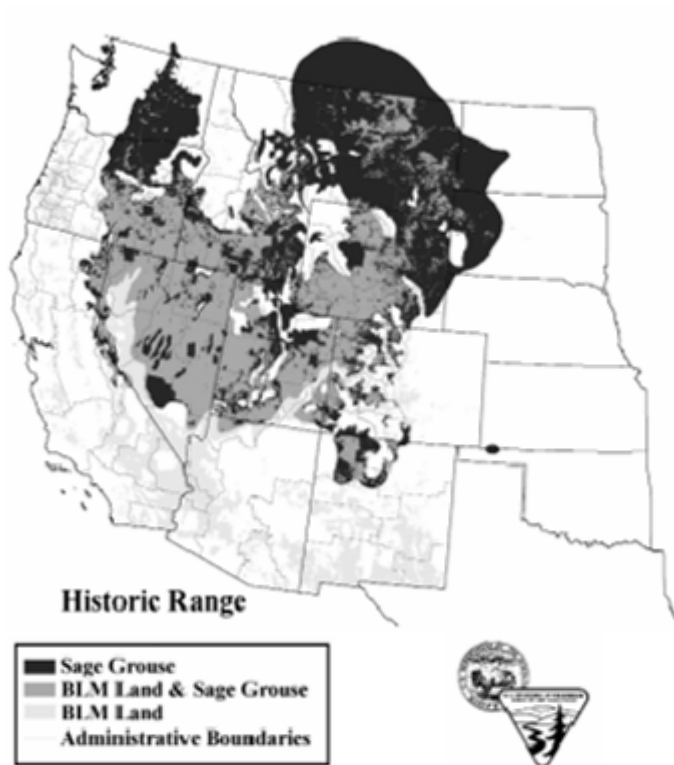 Historic Range
Sage Grouse
BLM Land & Sage Grouse
BLM Land
Administrative Boundaries